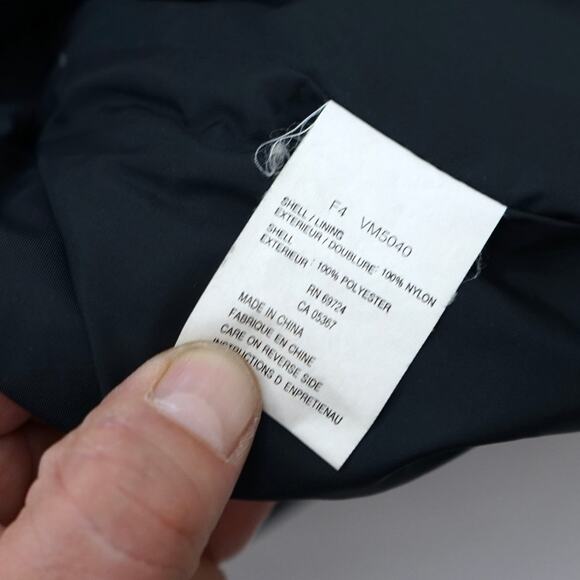 F4 VM5040
SHELL / LINING
EXTERIEUR / DOUBLURE: 100% NYLON
SHELL
EXTERIEUR : 100% POLYESTER
RN 69724
CA 05367
MADE IN CHINA
FABRIQUE EN CHINE
CARE ON REVERSE SIDE
INSTRUCTIONS D ENPRETIENAU